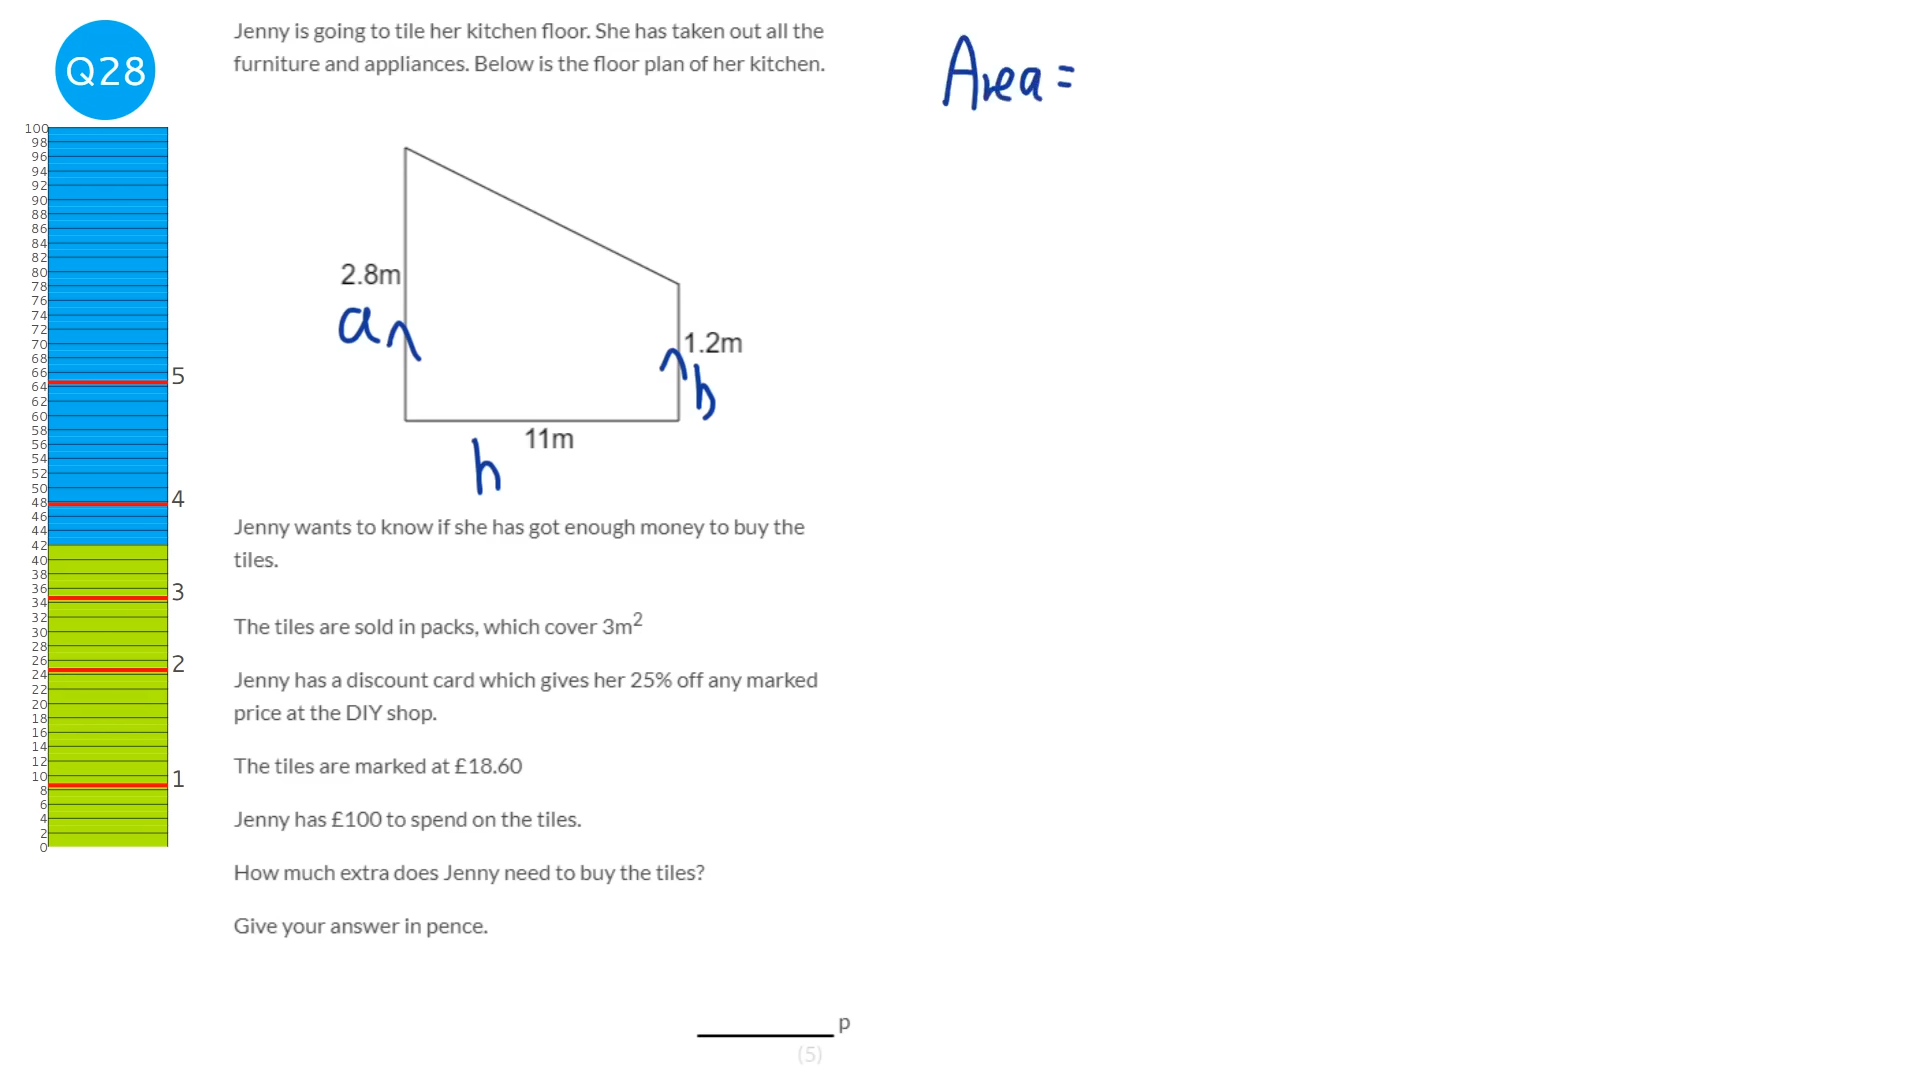 Q28
Jenny is going to tile her kitchen floor. She has taken out all the
furniture and appliances. Below is the floor plan of her kitchen.
Area =
100
98
96
94
92
90
88
86
84
82
80
78
76
74
72
70
68
66
64
62
60
58
56
54
52
50
48
46
44
42
40
38
36
34
32
30
28
26
24
22
20
18
16
14
12
10
8
6
4
2
0
5
4
3
2
1
2.8m
a
1.2m
b
11m
h
Jenny wants to know if she has got enough money to buy the
tiles.
The tiles are sold in packs, which cover 3m²
Jenny has a discount card which gives her 25% off any marked
price at the DIY shop.
The tiles are marked at £18.60
Jenny has £100 to spend on the tiles.
How much extra does Jenny need to buy the tiles?
Give your answer in pence.
p
(5)